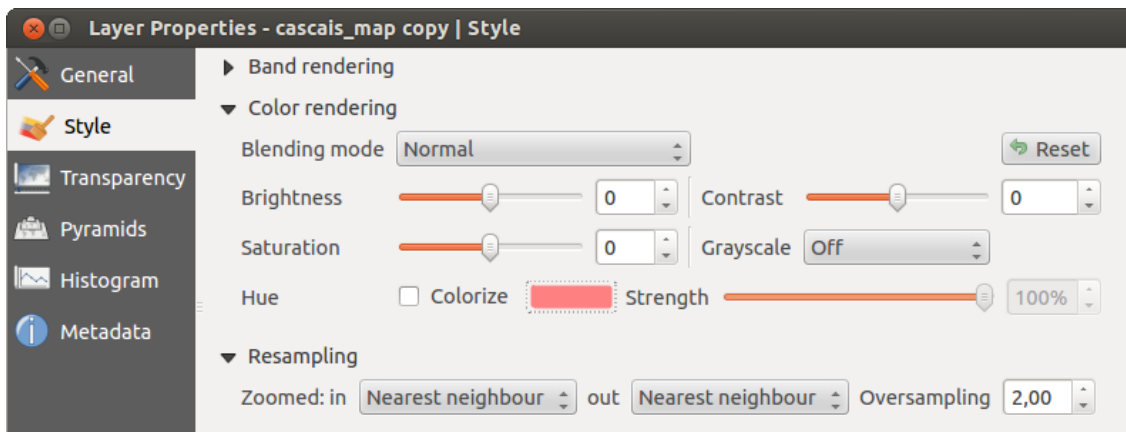 Layer Properties - cascais_map copy | Style
General
Style
Transparency
Pyramids
Histogram
Metadata
Band rendering
Color rendering
Blending mode Normal Reset
Brightness 0 Contrast 0
Saturation 0 Grayscale Off
Hue Colorize Strength 100%
Resampling
Zoomed: in Nearest neighbour out Nearest neighbour Oversampling 2,00